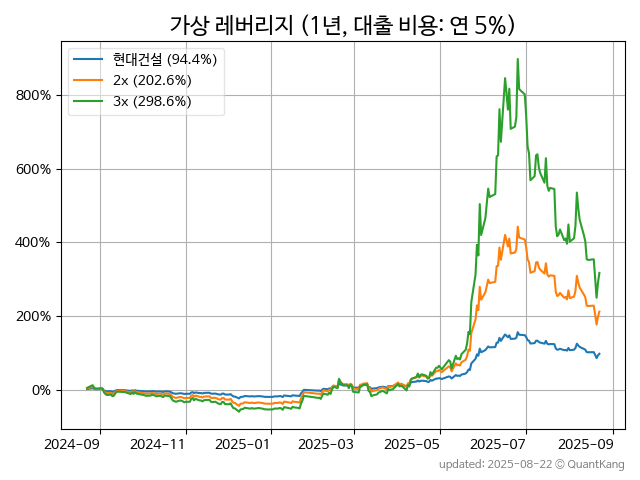 가상 레버리지 (1년, 대출 비용: 연 5%)
현대건설 (94.4%)
2x (202.6%)
3x (298.6%)
800%
600%
400%
200%
0%
2024-09 2024-11 2025-01 2025-03 2025-05 2025-07 2025-09
updated: 2025-08-22 © QuantKang